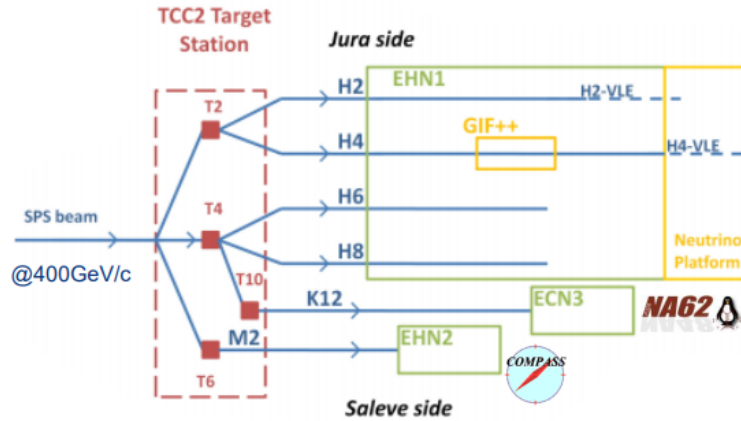 TCC2 Target
Station
Jura side
H2
EHN1
H2-VLE
T2
GIF++
H4
H4-VLE
T4
H6
SPS beam
@400GeV/c
H8
Neutrino
Platform
T10
K12
ECN3
NA62
M2
EHN2
COMPASS
T6
Saleve side